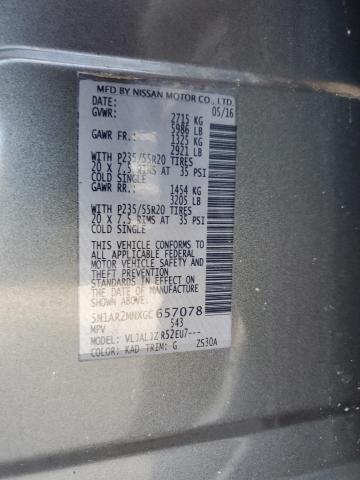 MFD BY NISSAN MOTOR CO., LTD.
DATE: 05/16
GVWR: 2715 KG
5986 LB
GAWR FR.: 1325 KG
2921 LB
WITH P235/55R20 TIRES
20 X 7.5 RIMS AT 35 PSI
COLD SINGLE
GAWR RR.: 1454 KG
3205 LB
WITH P235/55R20 TIRES
20 X 7.5 RIMS AT 35 PSI
COLD SINGLE
THIS VEHICLE CONFORMS TO
ALL APPLICABLE FEDERAL
MOTOR VEHICLE SAFETY AND
THEFT PREVENTION
STANDARDS IN EFFECT ON
THE DATE OF MANUFACTURE
SHOWN ABOVE.
5N1AR2MNXGC657078
MPV 543
MODEL: VLJALJZ R52EU7---
COLOR: KAD TRIM: G ZS30A